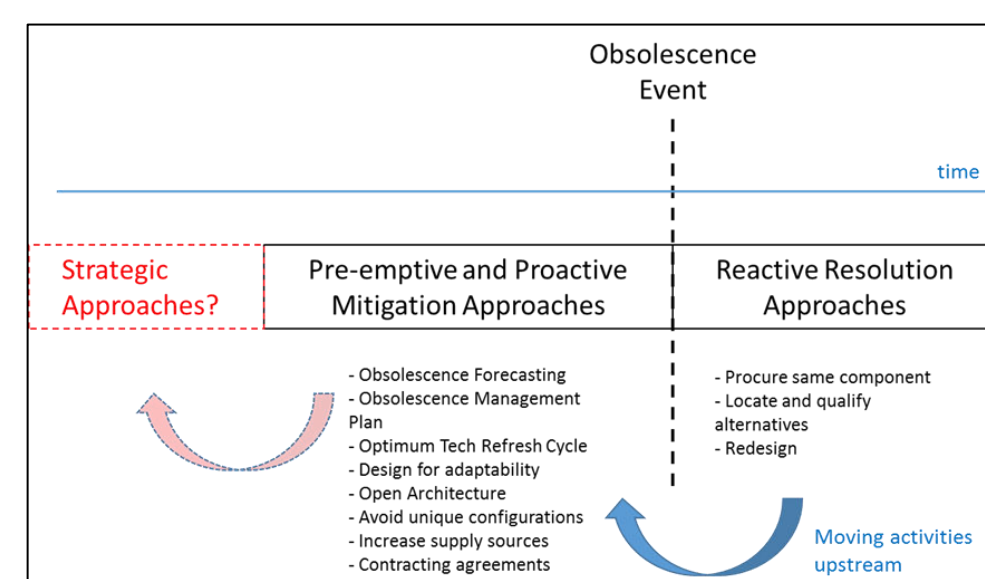 Obsolescence
Event
time
Strategic
Approaches?
Pre-emptive and Proactive
Mitigation Approaches
Reactive Resolution
Approaches
- Obsolescence Forecasting
- Obsolescence Management
Plan
- Optimum Tech Refresh Cycle
- Design for adaptability
- Open Architecture
- Avoid unique configurations
- Increase supply sources
- Contracting agreements
- Procure same component
- Locate and qualify
alternatives
- Redesign
Moving activities
upstream